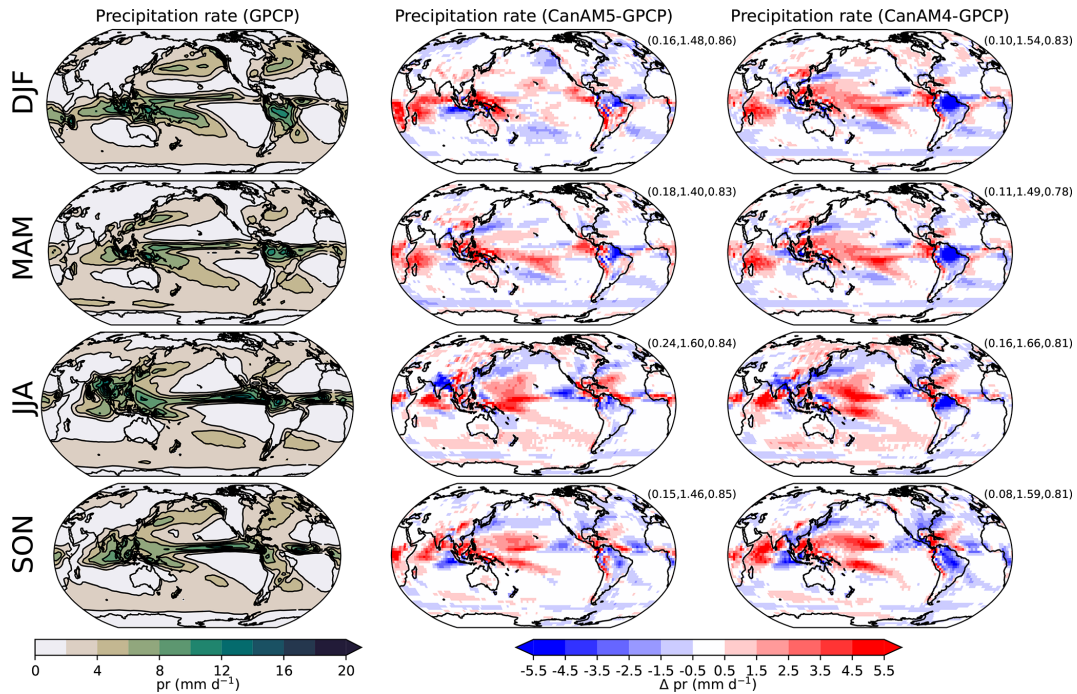 Precipitation rate (GPCP)
Precipitation rate (CanAM5-GPCP)
Precipitation rate (CanAM4-GPCP)
DJF
(0.16,1.48,0.86)
(0.10,1.54,0.83)
MAM
(0.18,1.40,0.83)
(0.11,1.49,0.78)
JJA
(0.24,1.60,0.84)
(0.16,1.66,0.81)
SON
(0.15,1.46,0.85)
(0.08,1.59,0.81)
0 4 8 12 16 20
pr (mm d⁻¹)
-5.5 -4.5 -3.5 -2.5 -1.5 -0.5 0.5 1.5 2.5 3.5 4.5 5.5
Δ pr (mm d⁻¹)